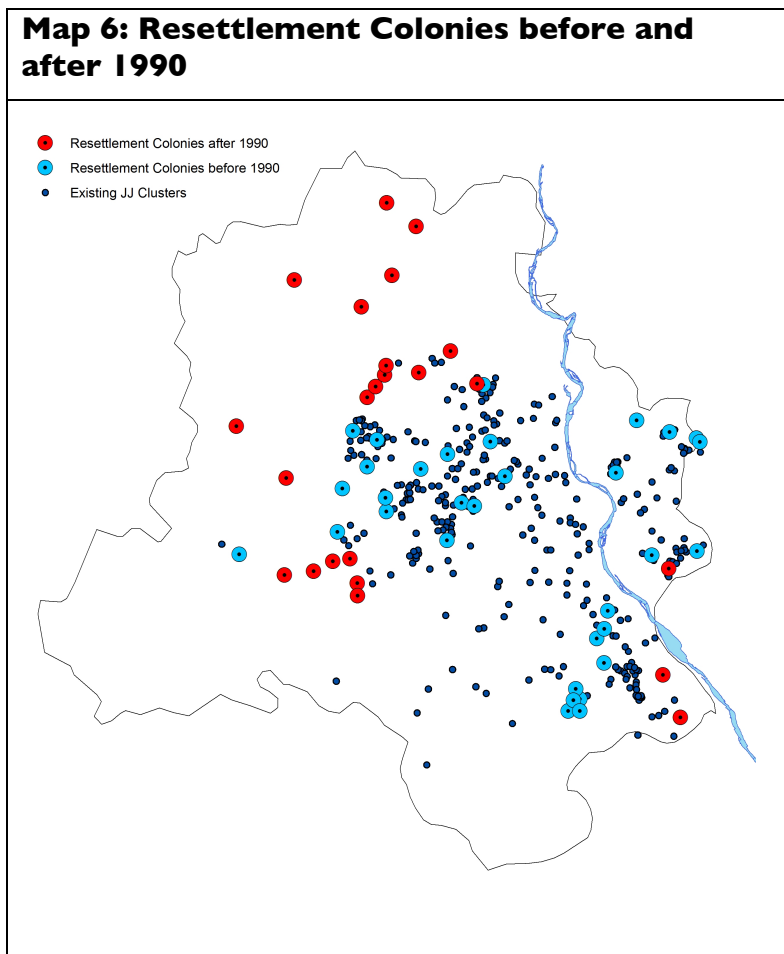 Map 6: Resettlement Colonies before and
after 1990
Resettlement Colonies after 1990
Resettlement Colonies before 1990
Existing JJ Clusters